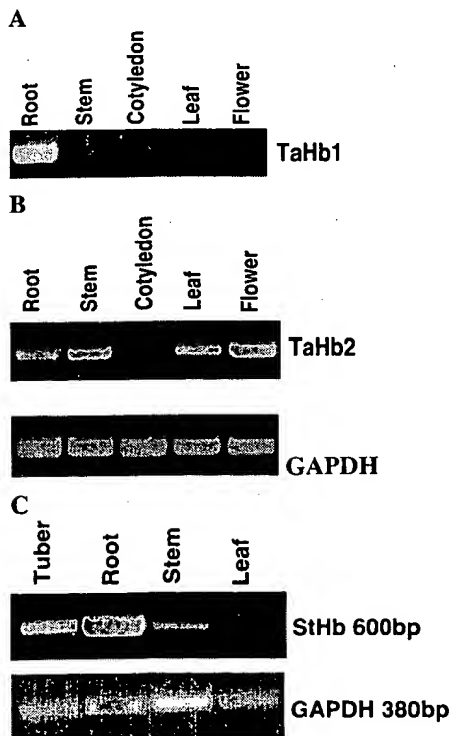 A
Root Stem Cotyledon Leaf Flower
TaHb1
B
Root Stem Cotyledon Leaf Flower
TaHb2
GAPDH
C
Tuber Root Stem Leaf
StHb 600bp
GAPDH 380bp